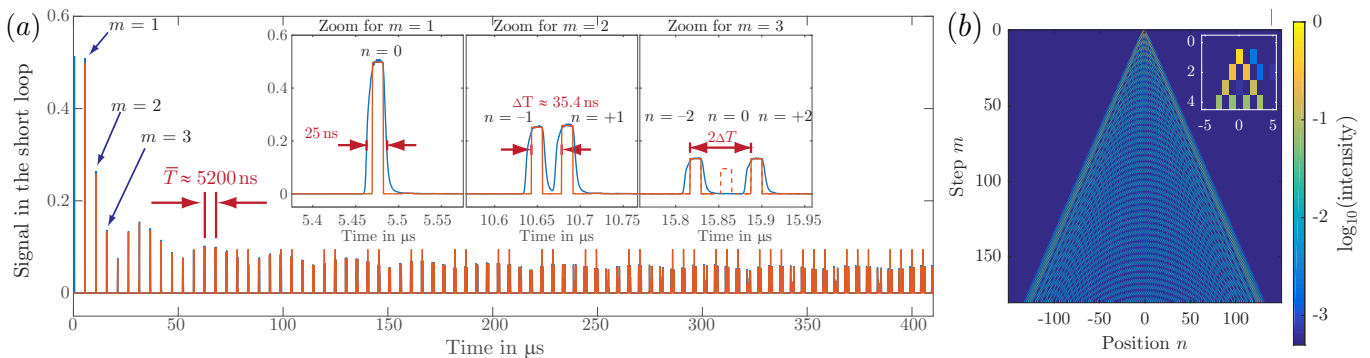 (a)
Signal in the short loop
0.6
0.4
0.2
0
m = 1
m = 2
m = 3
T̅ ≈ 5200 ns
Zoom for m = 1
Zoom for m = 2
Zoom for m = 3
0.6
0.4
0.2
0
n = 0
25 ns
ΔT ≈ 35.4 ns
n = –1
n = +1
n = –2
n = 0
n = +2
2ΔT
5.4
5.45
5.5
5.55
10.6
10.65
10.7
10.75
15.8
15.85
15.9
15.95
Time in µs
Time in µs
Time in µs
0
50
100
150
200
250
300
350
400
Time in µs
(b)
Step m
0
50
100
150
0
2
4
-5
0
5
-100
-50
0
50
100
Position n
0
-1
-2
-3
log10(intensity)